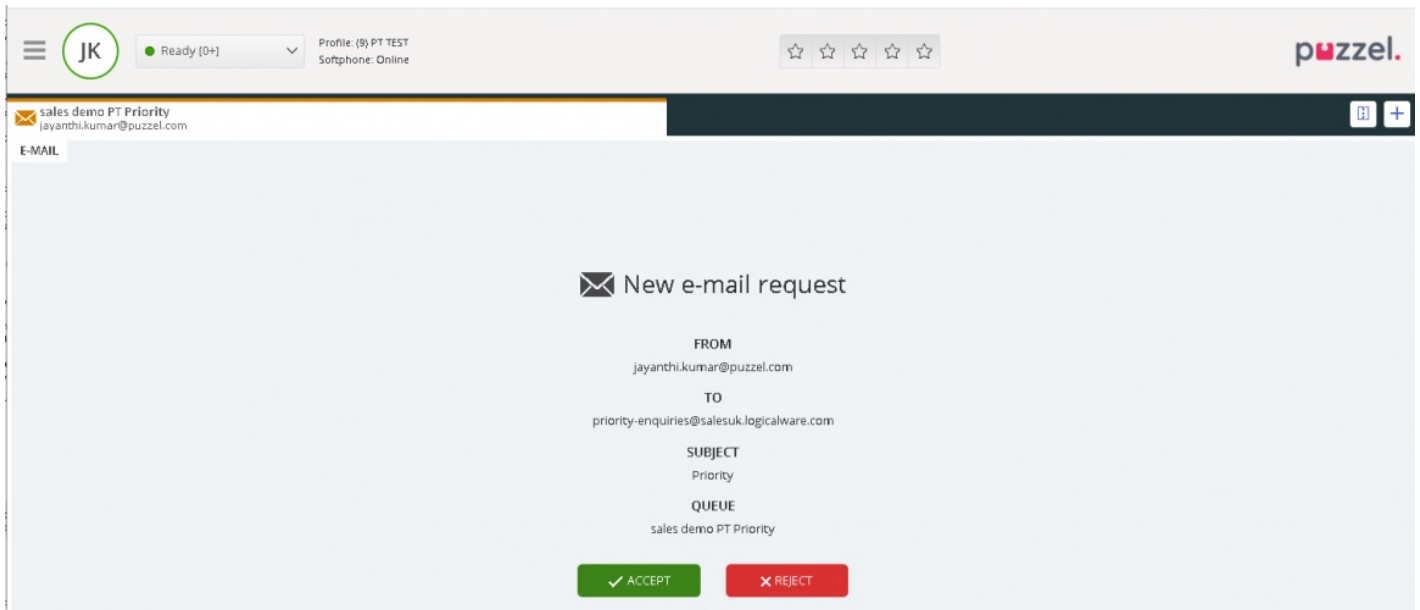 JK
Ready (0+)
Profile: (9) PT TEST
Softphone: Online
puzzel.
sales demo PT Priority
jayanthi.kumar@puzzel.com
E-MAIL
New e-mail request
FROM
jayanthi.kumar@puzzel.com
TO
priority-enquiries@salesuk.logicalware.com
SUBJECT
Priority
QUEUE
sales demo PT Priority
ACCEPT
REJECT